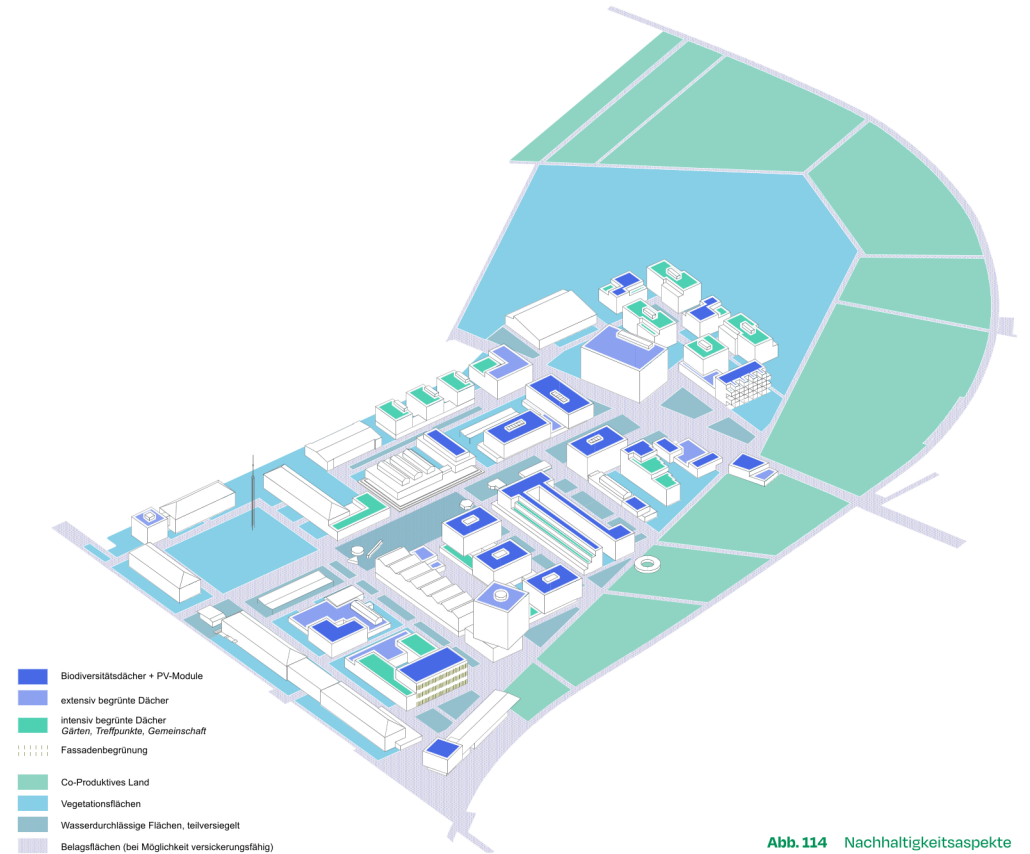 Biodiversitätsdächer + PV-Module
extensiv begrünte Dächer
intensiv begrünte Dächer
Gärten, Treffpunkte, Gemeinschaft
Fassadenbegrünung
Co-Produktives Land
Vegetationsflächen
Wasserdurchlässige Flächen, teilversiegelt
Belagsflächen (bei Möglichkeit versickerungsfähig)
Abb. 114 Nachhaltigkeitsaspekte